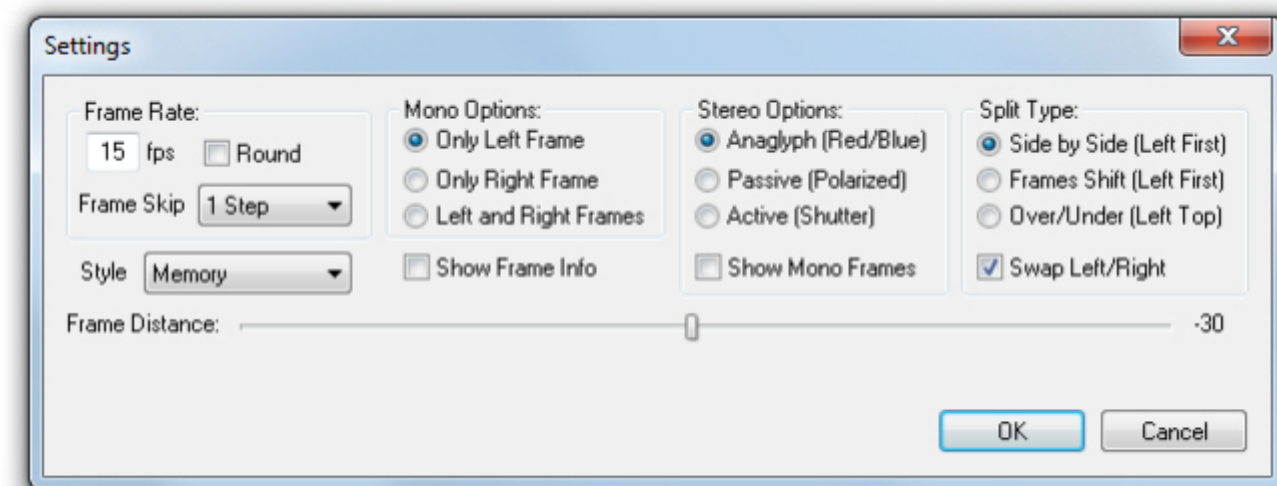 Settings
Frame Rate:
15 fps Round
Frame Skip 1 Step
Style Memory
Mono Options:
Only Left Frame
Only Right Frame
Left and Right Frames
Show Frame Info
Stereo Options:
Anaglyph (Red/Blue)
Passive (Polarized)
Active (Shutter)
Show Mono Frames
Split Type:
Side by Side (Left First)
Frames Shift (Left First)
Over/Under (Left Top)
Swap Left/Right
Frame Distance: -30
OK Cancel